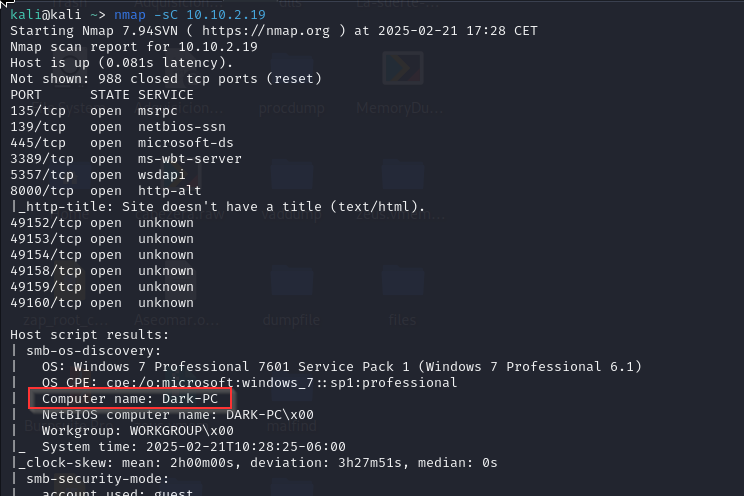 kali@kali ~> nmap -sC 10.10.2.19
Starting Nmap 7.94SVN ( https://nmap.org ) at 2025-02-21 17:28 CET
Nmap scan report for 10.10.2.19
Host is up (0.081s latency).
Not shown: 988 closed tcp ports (reset)
PORT      STATE SERVICE
135/tcp   open  msrpc
139/tcp   open  netbios-ssn
445/tcp   open  microsoft-ds
3389/tcp  open  ms-wbt-server
5357/tcp  open  wsdapi
8000/tcp  open  http-alt
|_http-title: Site doesn't have a title (text/html).
49152/tcp open  unknown
49153/tcp open  unknown
49154/tcp open  unknown
49158/tcp open  unknown
49159/tcp open  unknown
49160/tcp open  unknown
Host script results:
| smb-os-discovery:
|   OS: Windows 7 Professional 7601 Service Pack 1 (Windows 7 Professional 6.1)
|   OS CPE: cpe:/o:microsoft:windows_7::sp1:professional
|   Computer name: Dark-PC
|   NetBIOS computer name: DARK-PC\x00
|   Workgroup: WORKGROUP\x00
|_  System time: 2025-02-21T10:28:25-06:00
|_clock-skew: mean: 2h00m00s, deviation: 3h27m51s, median: 0s
| smb-security-mode:
|   account_used: guest
procdump
MemoryDu...
zap_root_c...
dumpfile
files
malfind